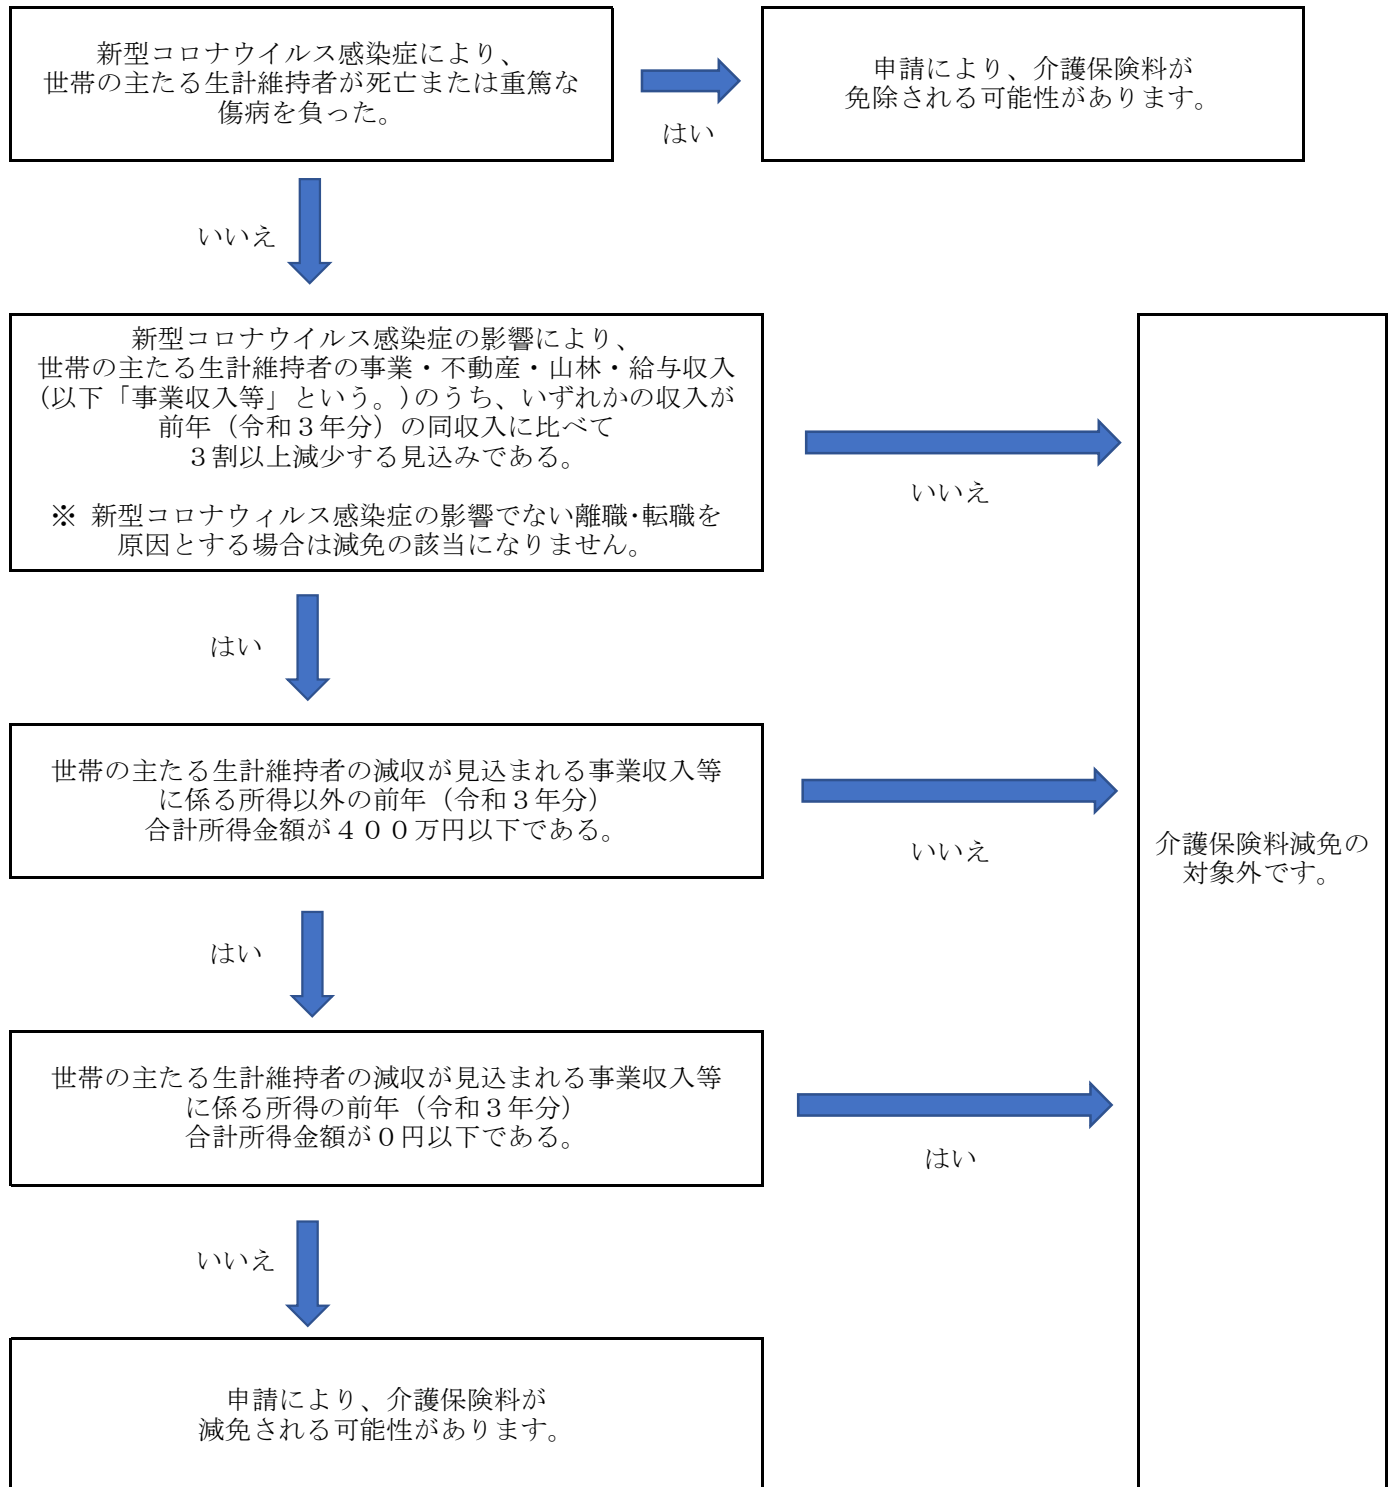 新型コロナウイルス感染症により、
世帯の主たる生計維持者が死亡または重篤な
傷病を負った。
はい
申請により、介護保険料が
免除される可能性があります。
いいえ
新型コロナウイルス感染症の影響により、
世帯の主たる生計維持者の事業・不動産・山林・給与収入
(以下「事業収入等」という。)のうち、いずれかの収入が
前年（令和３年分）の同収入に比べて
３割以上減少する見込みである。
※ 新型コロナウィルス感染症の影響でない離職･転職を
原因とする場合は減免の該当になりません。
いいえ
はい
世帯の主たる生計維持者の減収が見込まれる事業収入等
に係る所得以外の前年（令和３年分）
合計所得金額が４００万円以下である。
いいえ
介護保険料減免の
対象外です。
はい
世帯の主たる生計維持者の減収が見込まれる事業収入等
に係る所得の前年（令和３年分）
合計所得金額が０円以下である。
はい
いいえ
申請により、介護保険料が
減免される可能性があります。